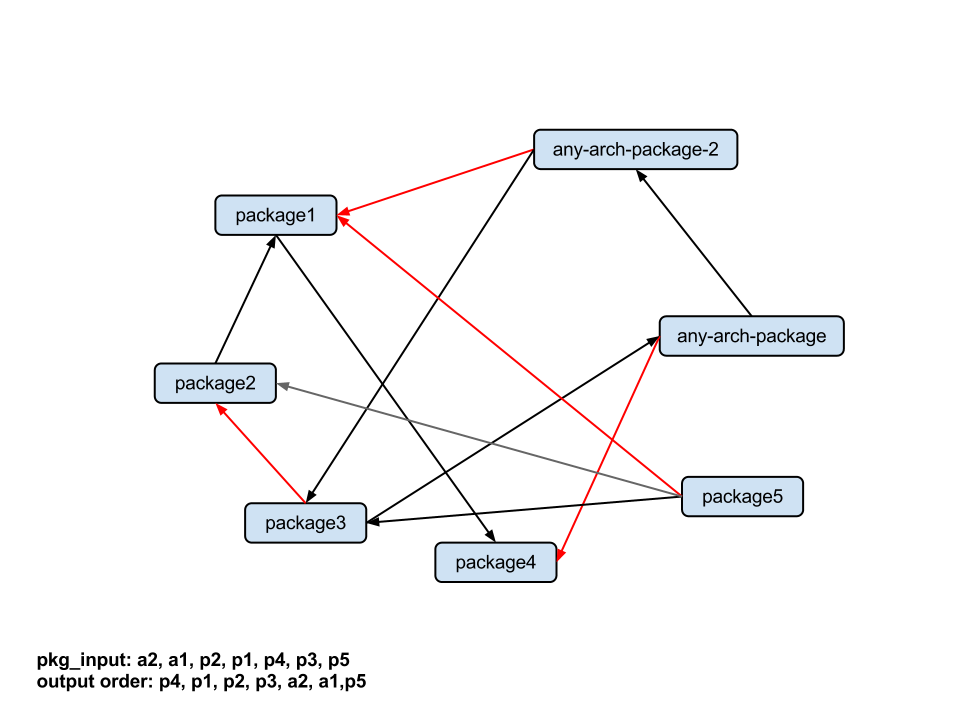 any-arch-package-2
package1
any-arch-package
package2
package5
package3
package4
pkg_input: a2, a1, p2, p1, p4, p3, p5
output order: p4, p1, p2, p3, a2, a1,p5